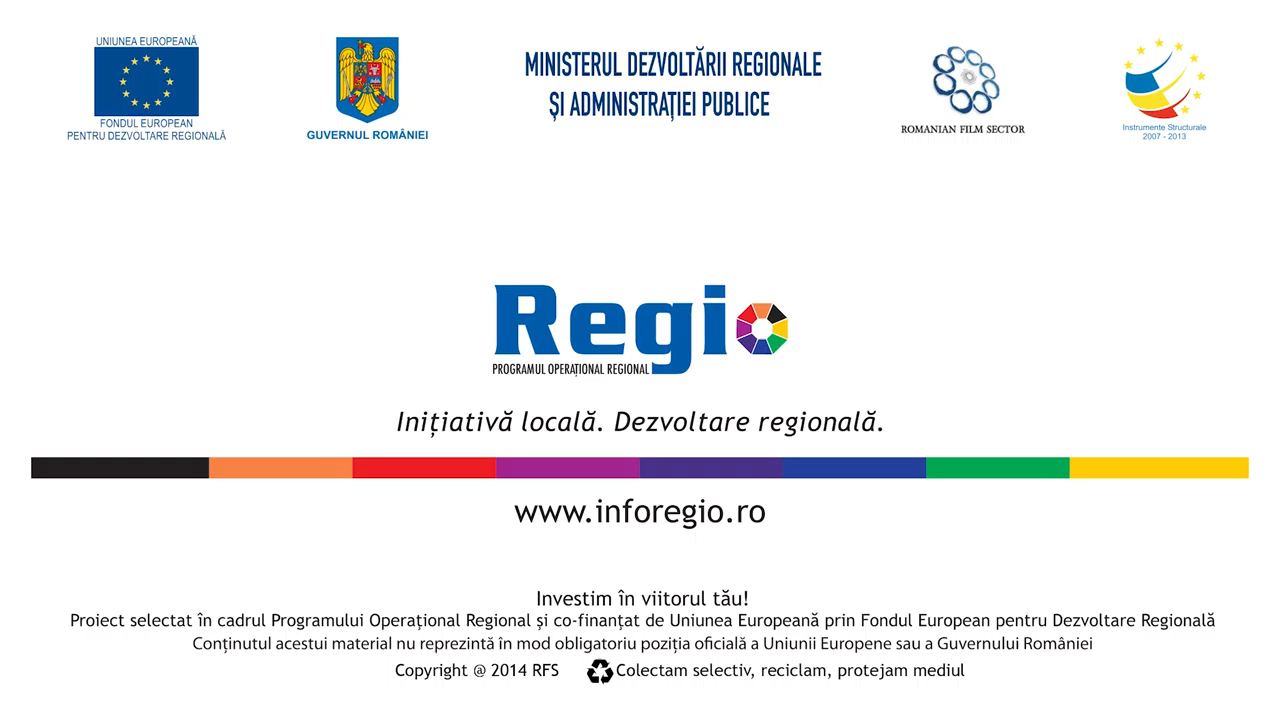 UNIUNEA EUROPEANĂ
FONDUL EUROPEAN
PENTRU DEZVOLTARE REGIONALĂ
GUVERNUL ROMÂNIEI
MINISTERUL DEZVOLTĂRII REGIONALE
ȘI ADMINISTRAȚIEI PUBLICE
ROMANIAN FILM SECTOR
Instrumente Structurale
2007 - 2013
Regio
PROGRAMUL OPERAȚIONAL REGIONAL
Inițiativă locală. Dezvoltare regională.
www.inforegio.ro
Investim în viitorul tău!
Proiect selectat în cadrul Programului Operațional Regional și co-finanțat de Uniunea Europeană prin Fondul European pentru Dezvoltare Regională
Conținutul acestui material nu reprezintă în mod obligatoriu poziția oficială a Uniunii Europene sau a Guvernului României
Copyright @ 2014 RFS Colectam selectiv, reciclam, protejam mediul